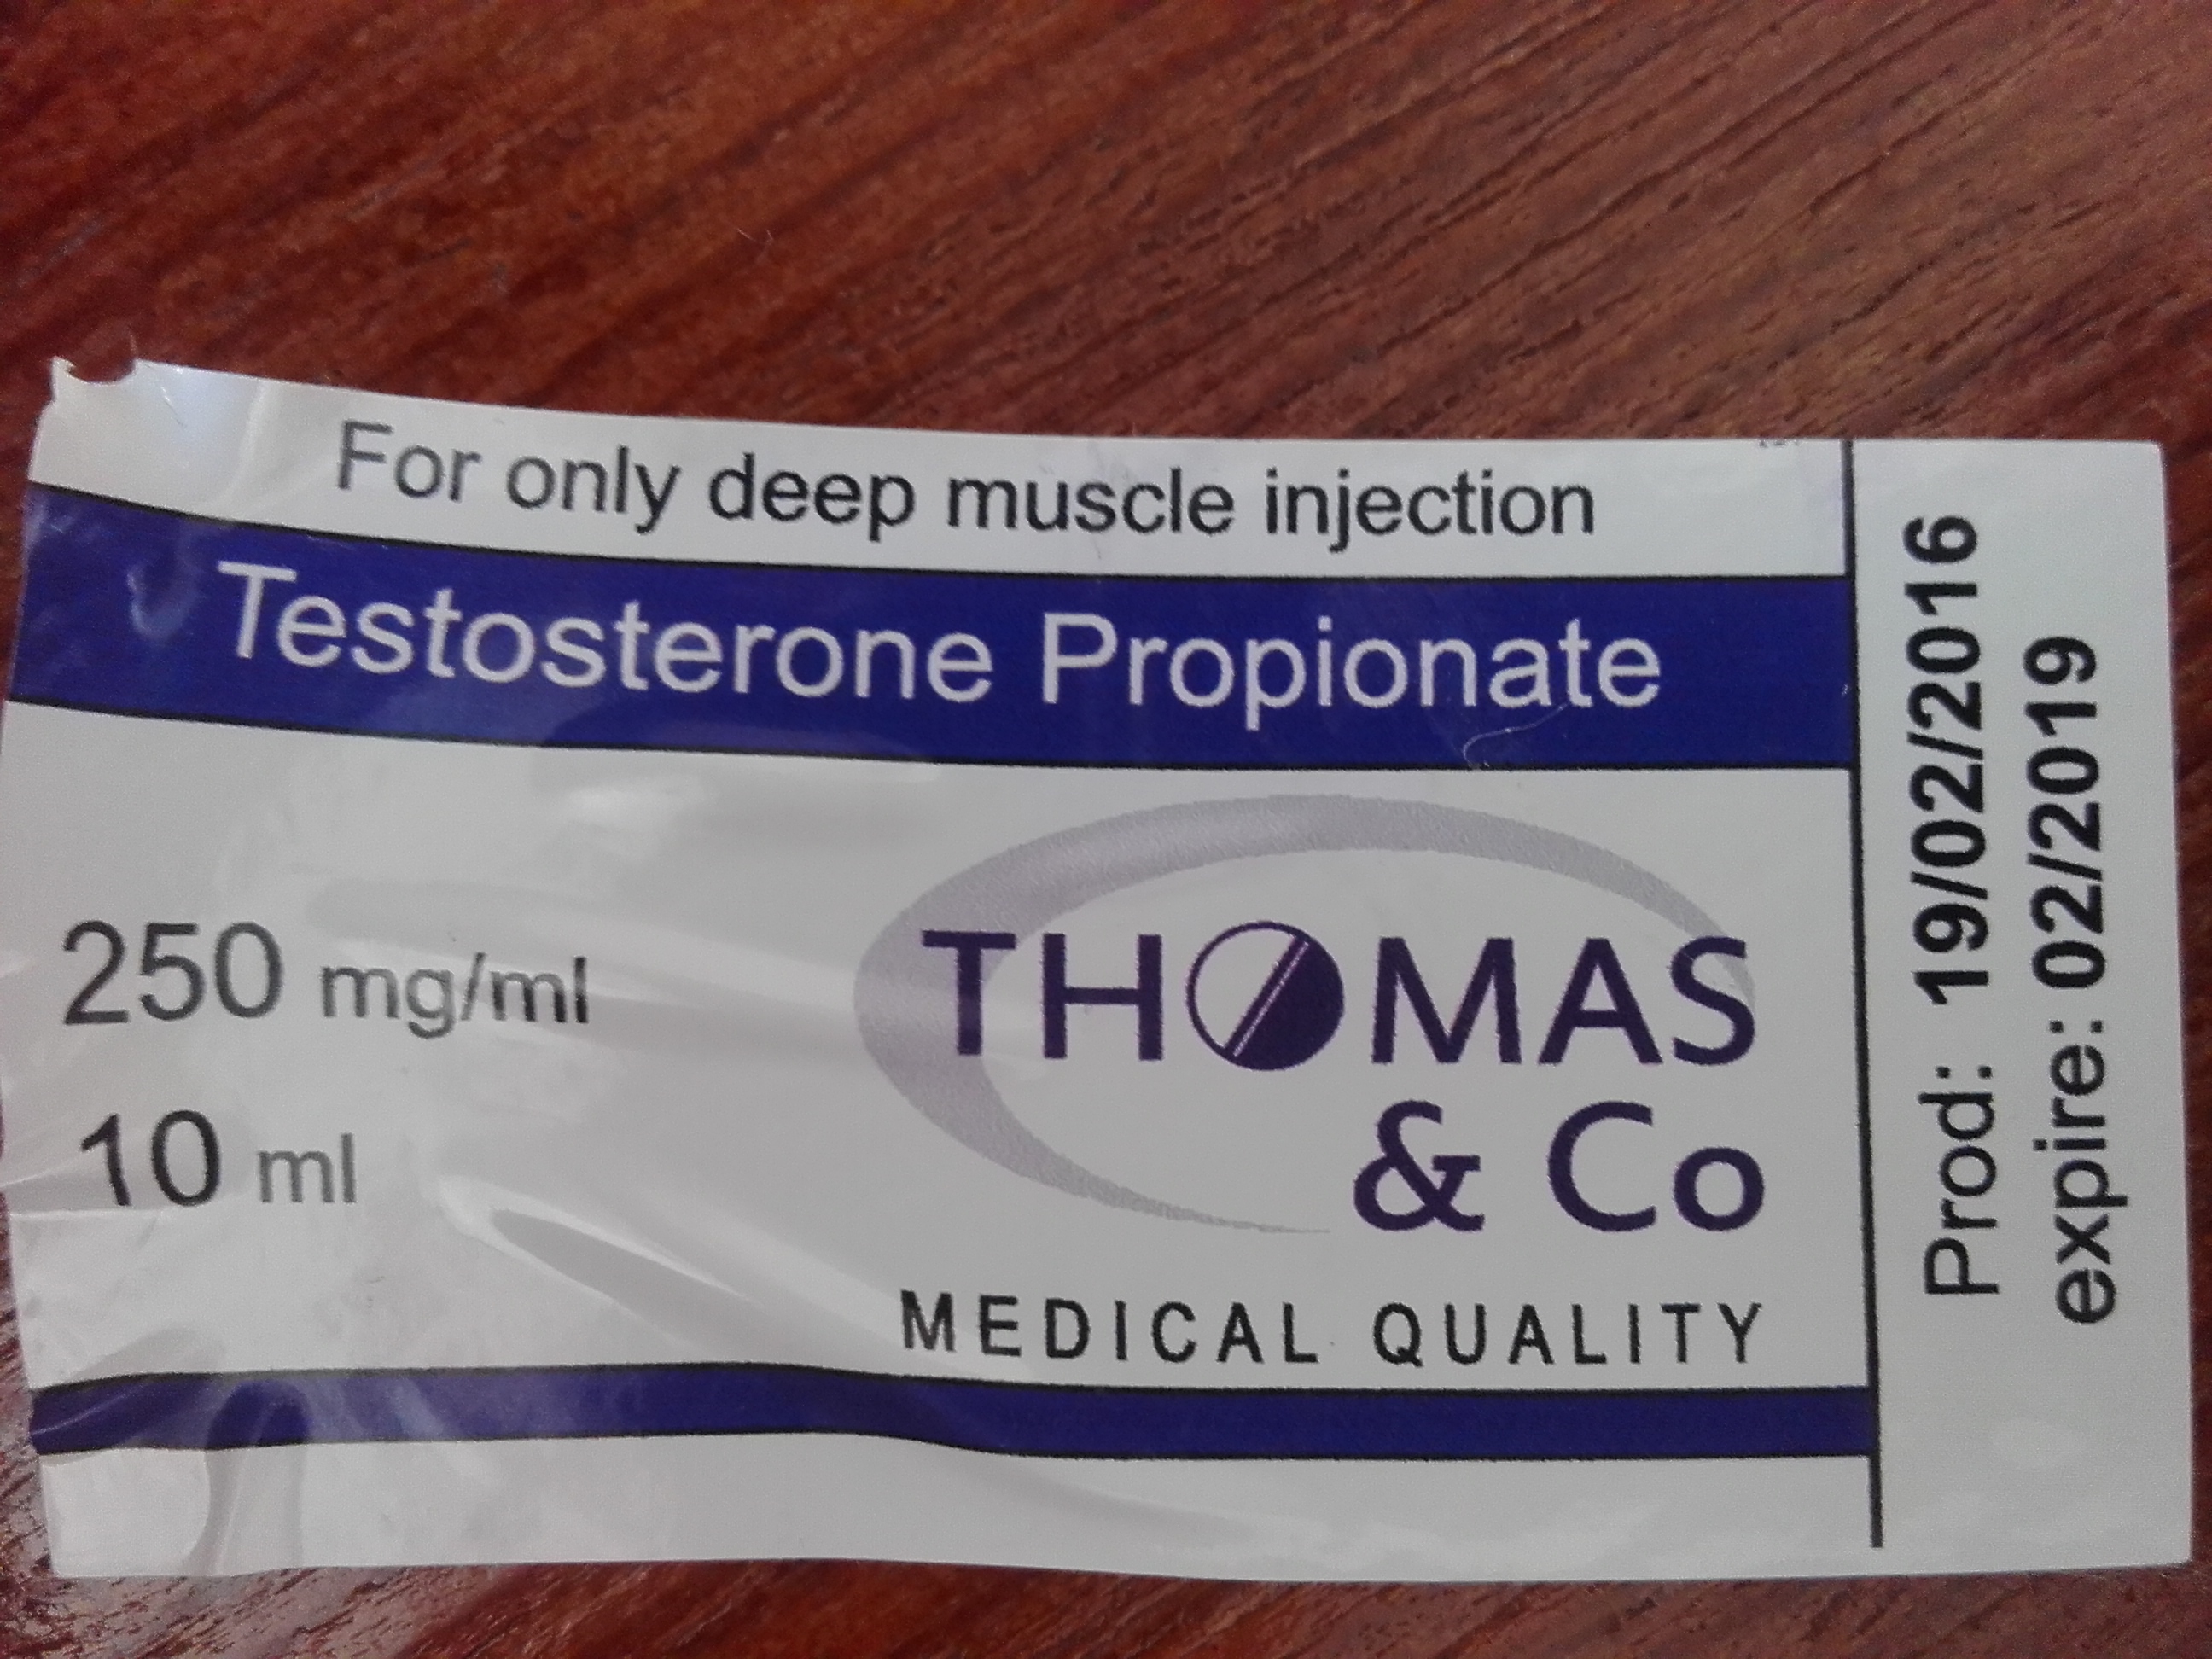 For only deep muscle injection
Testosterone Propionate
250 mg/ml
10 ml
THOMAS
& Co
MEDICAL QUALITY
Prod: 19/02/2016
expire: 02/2019